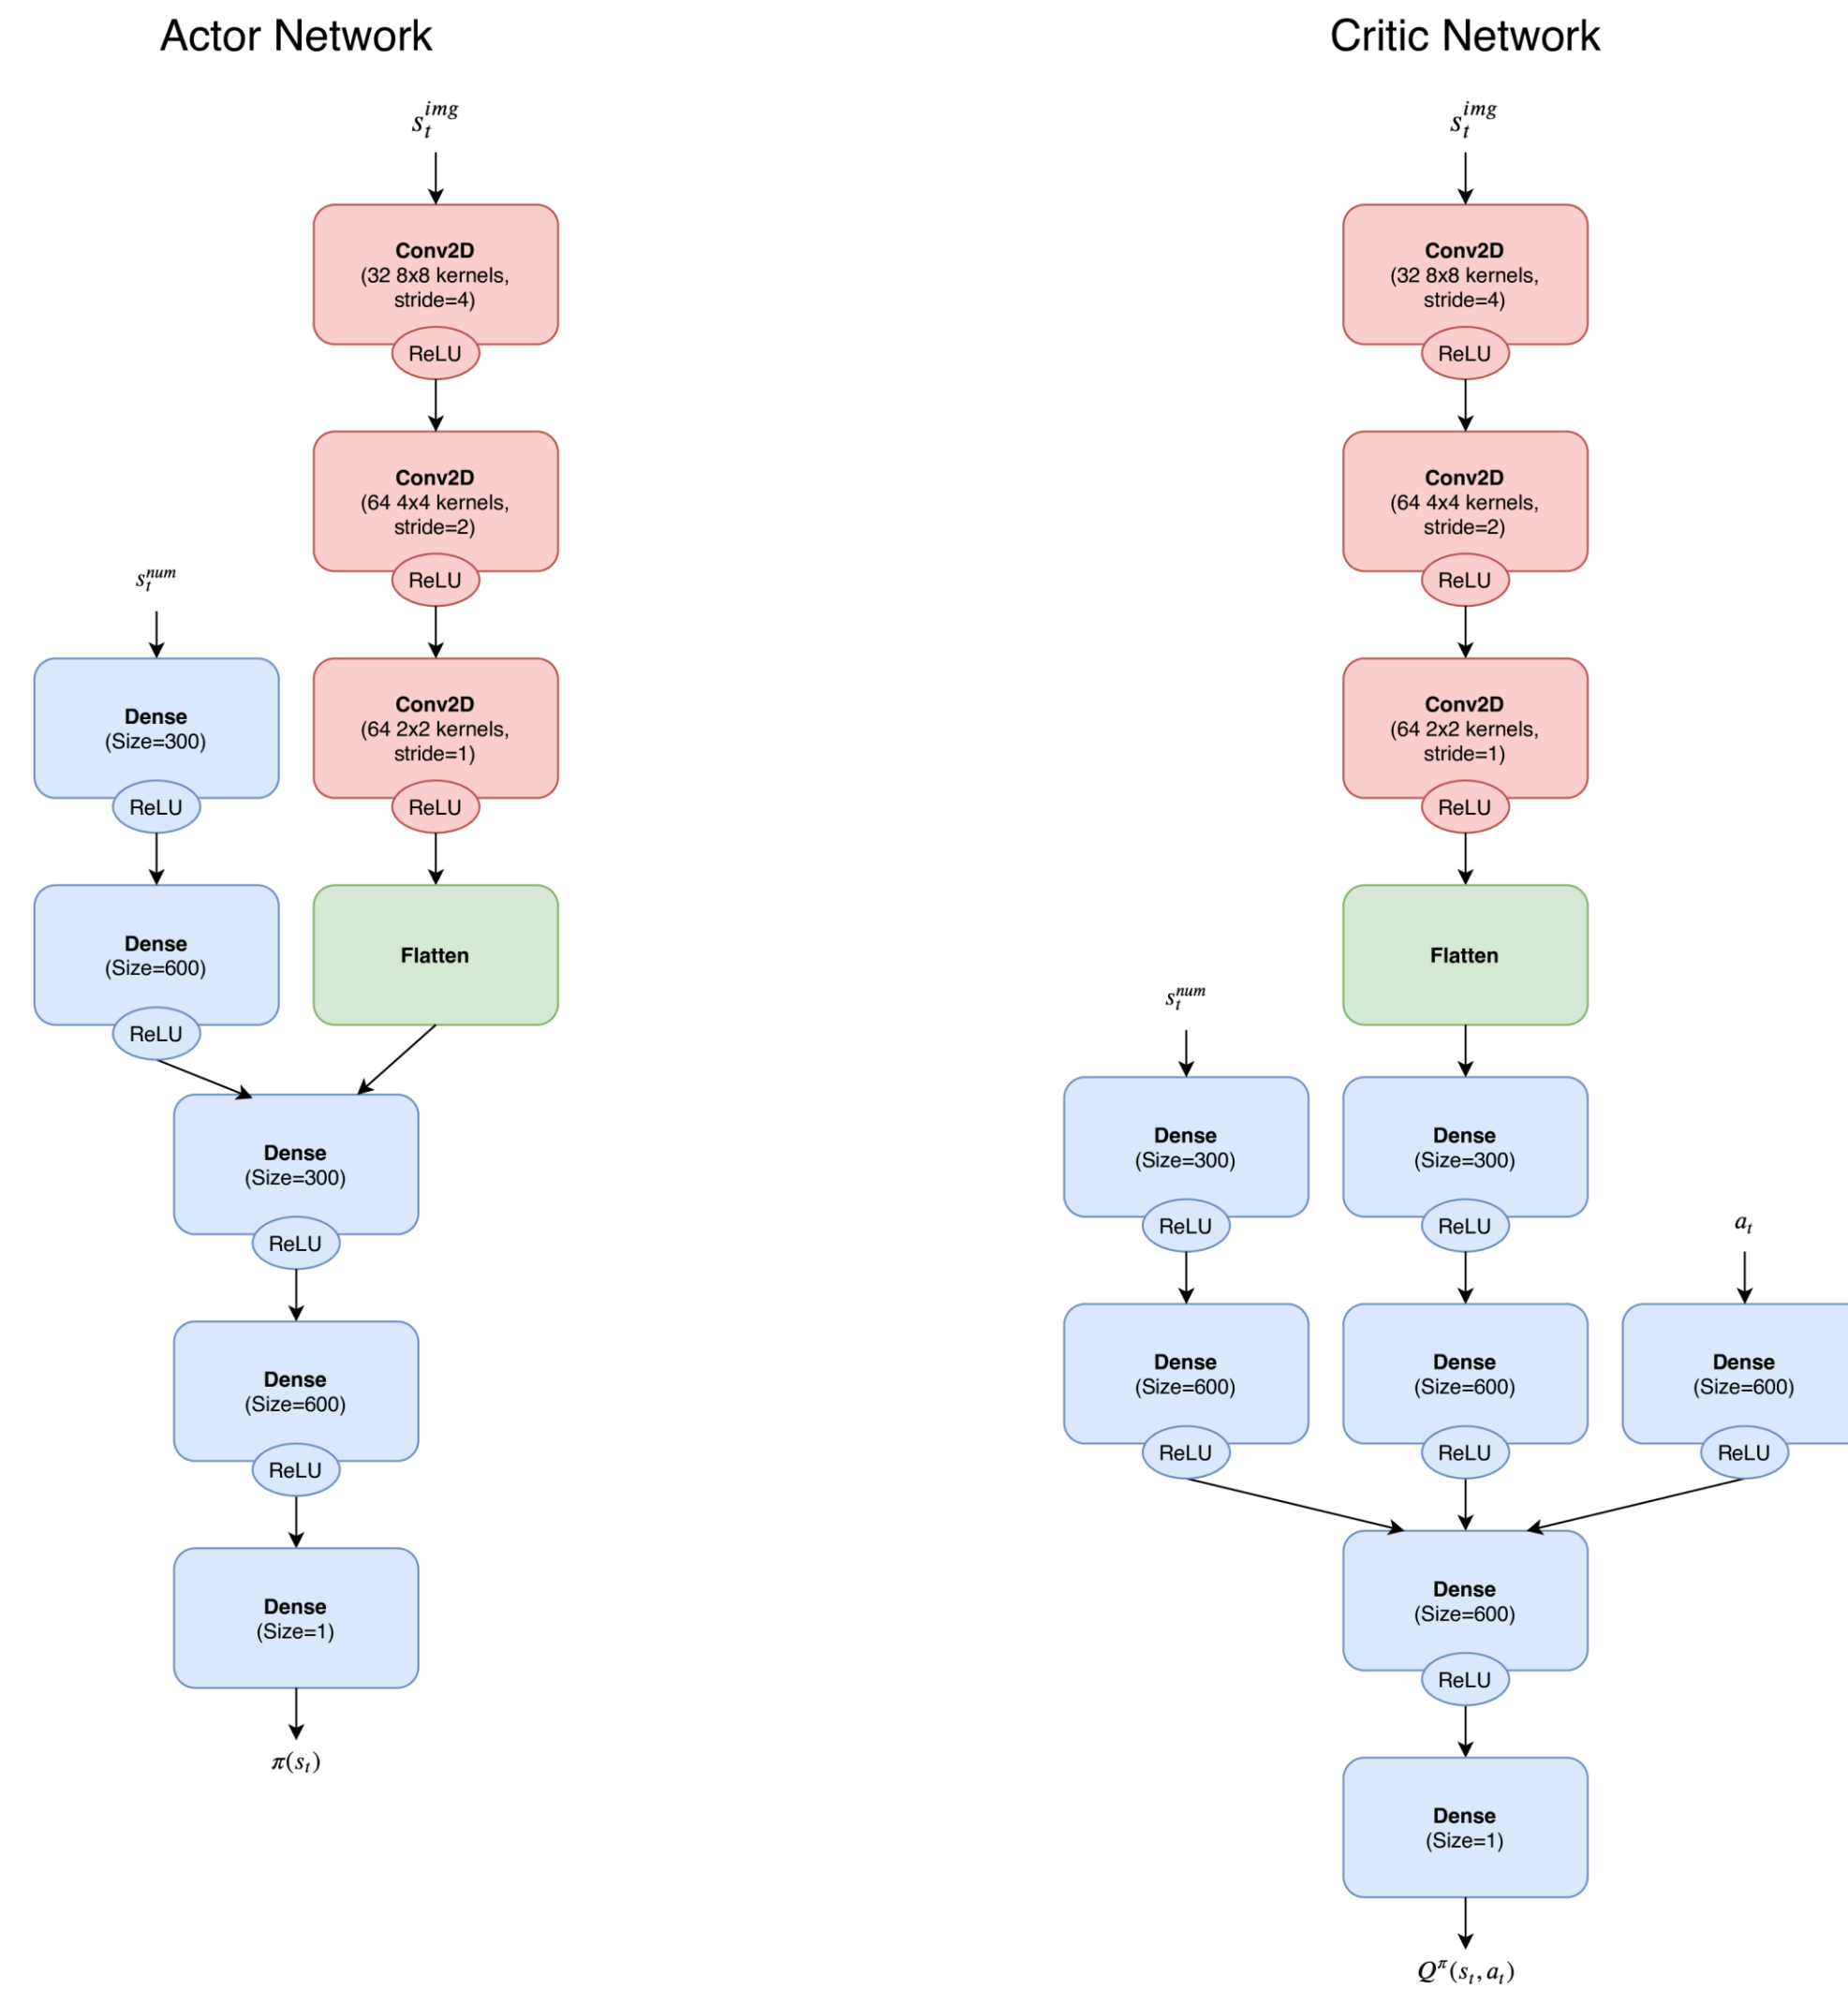 Actor Network
s_t^{img}
Conv2D
(32 8x8 kernels,
stride=4)
ReLU
Conv2D
(64 4x4 kernels,
stride=2)
ReLU
s_t^{num}
Dense
(Size=300)
ReLU
Conv2D
(64 2x2 kernels,
stride=1)
ReLU
Dense
(Size=600)
ReLU
Flatten
Dense
(Size=300)
ReLU
Dense
(Size=600)
ReLU
Dense
(Size=1)
π(s_t)
Critic Network
s_t^{img}
Conv2D
(32 8x8 kernels,
stride=4)
ReLU
Conv2D
(64 4x4 kernels,
stride=2)
ReLU
Conv2D
(64 2x2 kernels,
stride=1)
ReLU
Flatten
s_t^{num}
Dense
(Size=300)
ReLU
Dense
(Size=300)
ReLU
a_t
Dense
(Size=600)
ReLU
Dense
(Size=600)
ReLU
Dense
(Size=600)
ReLU
Dense
(Size=600)
ReLU
Dense
(Size=1)
Q^π(s_t, a_t)